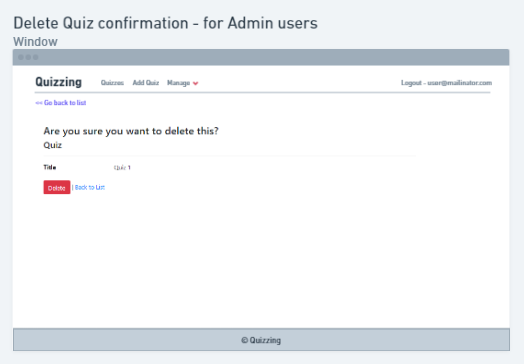 Delete Quiz confirmation - for Admin users
Window
Quizzing Quizzes Add Quiz Manage Logout - user@mailinator.com
<< Go back to list
Are you sure you want to delete this?
Quiz
Title Quiz 1
Delete | Back to List
© Quizzing